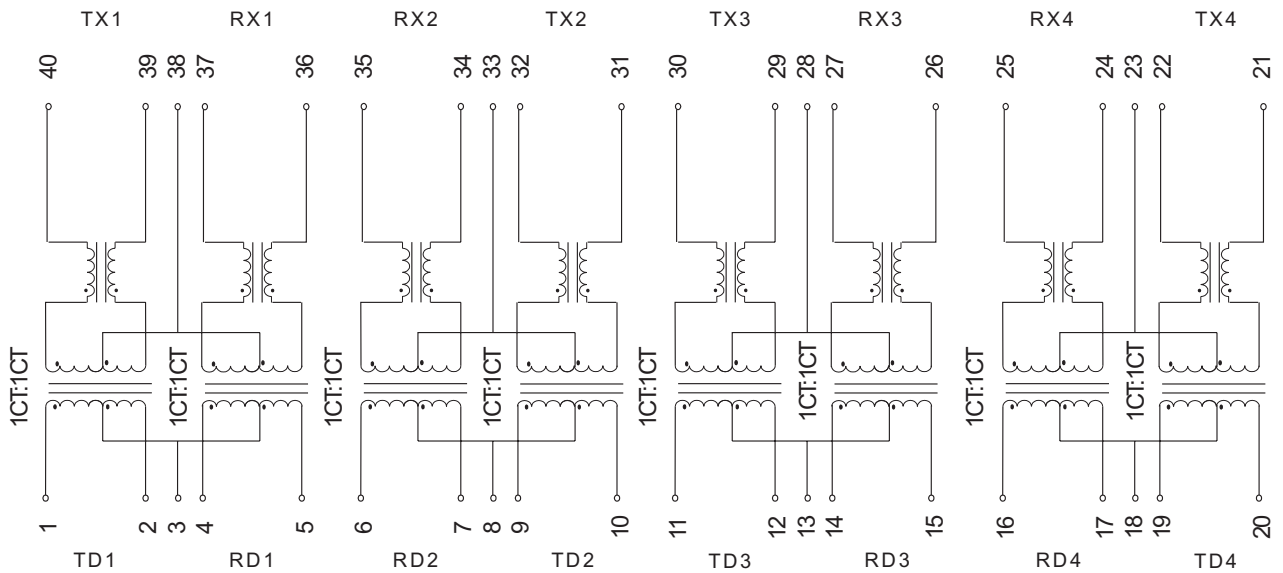 TX1 RX1 RX2 TX2 TX3 RX3 RX4 TX4
40 39 38 37 36 35 34 33 32 31 30 29 28 27 26 25 24 23 22 21
1CT:1CT 1CT:1CT 1CT:1CT 1CT:1CT 1CT:1CT 1CT:1CT 1CT:1CT 1CT:1CT
1 2 3 4 5 6 7 8 9 10 11 12 13 14 15 16 17 18 19 20
TD1 RD1 RD2 TD2 TD3 RD3 RD4 TD4